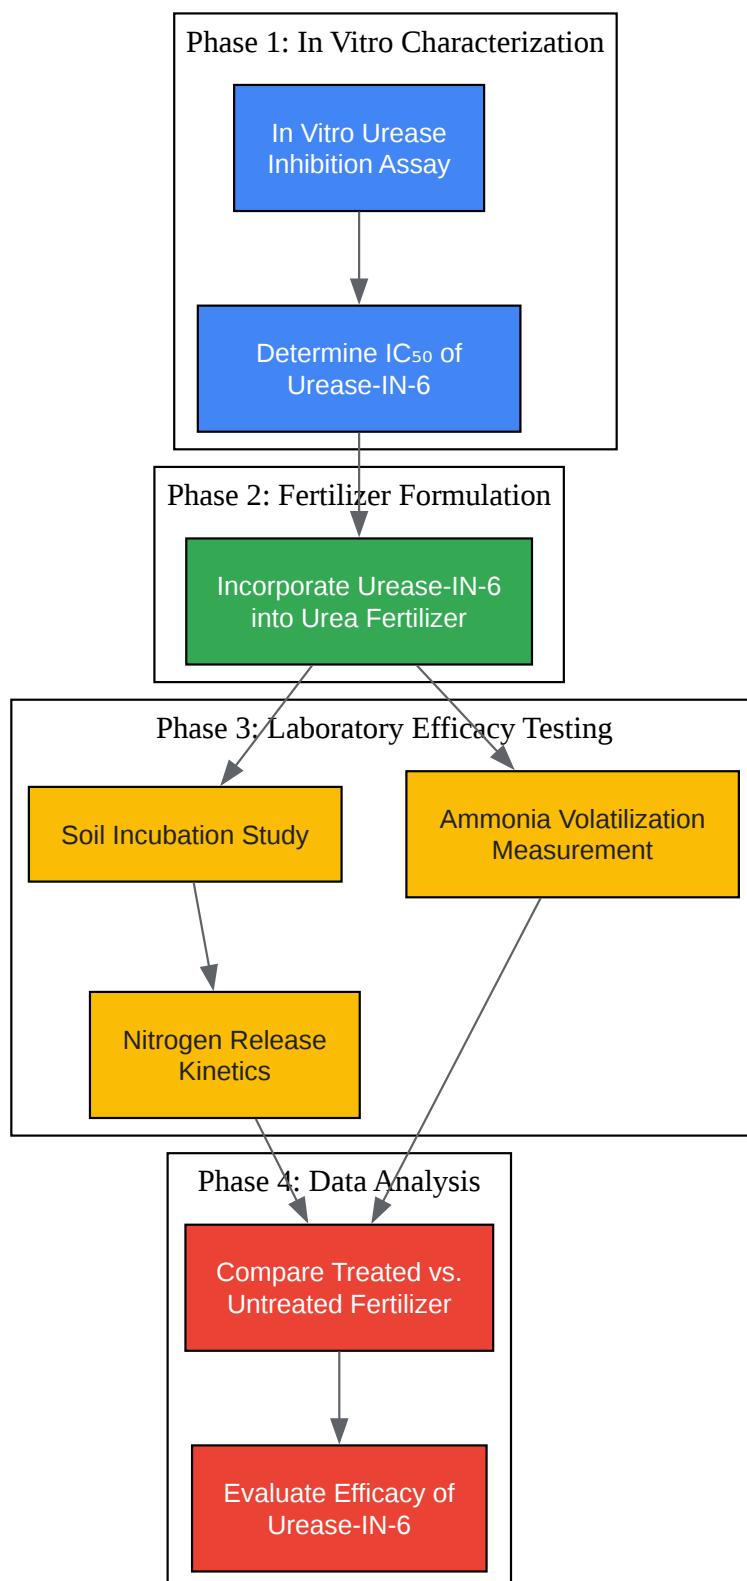 Phase 1: In Vitro Characterization
In Vitro Urease
Inhibition Assay
Determine IC₅₀ of
Urease-IN-6
Phase 2: Fertilizer Formulation
Incorporate Urease-IN-6
into Urea Fertilizer
Phase 3: Laboratory Efficacy Testing
Soil Incubation Study
Ammonia Volatilization
Measurement
Nitrogen Release
Kinetics
Phase 4: Data Analysis
Compare Treated vs.
Untreated Fertilizer
Evaluate Efficacy of
Urease-IN-6